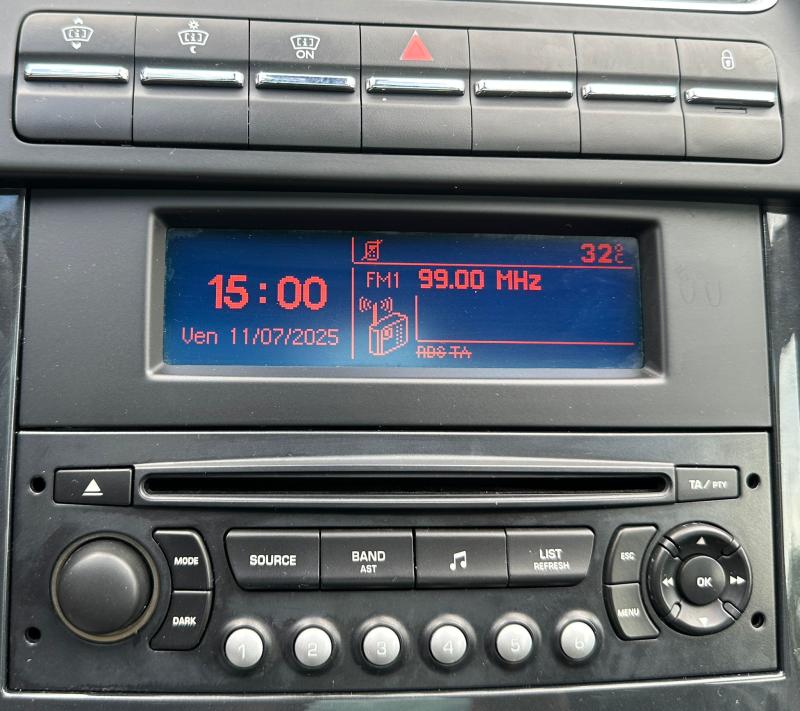 ON
32°C
FM1 99.00 MHz
15:00
Ven 11/07/2025
RDS TA
TA/PTY
MODE
DARK
SOURCE
BAND
AST
LIST
REFRESH
ESC
MENU
OK
1 2 3 4 5 6